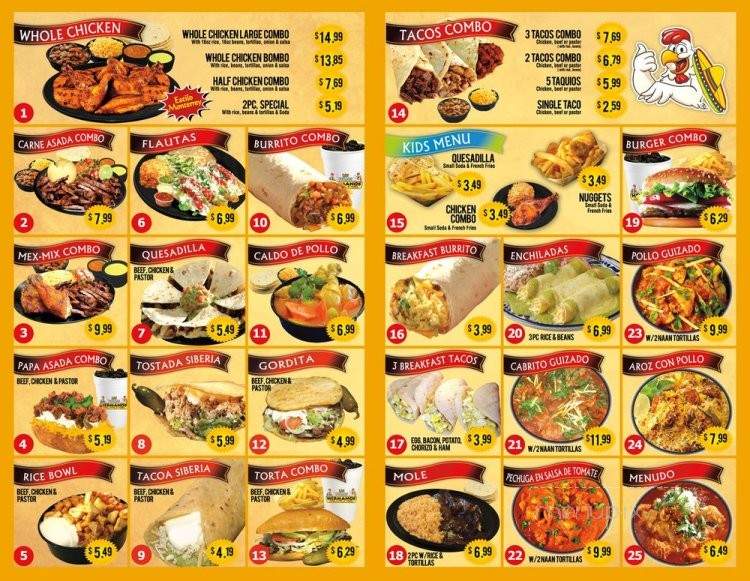 WHOLE CHICKEN
WHOLE CHICKEN LARGE COMBO
With 16oz rice, 16oz beans, tortillas, onion & salsa
$14.99
WHOLE CHICKEN BOMBO
With rice, beans, tortillas, onion & salsa
$13.85
HALF CHICKEN COMBO
With rice, beans, tortillas, onion & salsa
$7.69
2PC. SPECIAL
With rice, beans & tortillas & Soda
$5.19
Estilo
Monterrey
1
CARNE ASADA COMBO
2
$7.99
FLAUTAS
6
$6.99
BURRITO COMBO
10
$6.99
MEX-MIX COMBO
3
$9.99
QUESADILLA
BEEF, CHICKEN &
PASTOR
7
$5.49
CALDO DE POLLO
11
$6.99
PAPA ASADA COMBO
BEEF, CHICKEN & PASTOR
4
$5.19
TOSTADA SIBERIA
8
$5.99
GORDITA
BEEF, CHICKEN &
PASTOR
12
$4.99
RICE BOWL
BEEF, CHICKEN &
PASTOR
5
$5.49
TACOA SIBERIA
BEEF, CHICKEN &
PASTOR
9
$4.19
TORTA COMBO
BEEF, CHICKEN &
PASTOR
13
$6.29
TACOS COMBO
14
3 TACOS COMBO
Chicken, beef or pastor
$7.69
2 TACOS COMBO
Chicken, beef or pastor
$6.79
5 TAQUIOS
Chicken, beef or pastor
$5.99
SINGLE TACO
Chicken, beef or pastor
$2.59
KIDS MENU
15
QUESADILLA
Small Soda & French Fries
$3.49
CHICKEN
COMBO
Small Soda & French Fries
$3.49
$3.49
NUGGETS
Small Soda & French Fries
BURGER COMBO
19
$6.29
BREAKFAST BURRITO
16
$3.99
ENCHILADAS
20
3PC RICE & BEANS
$6.99
POLLO GUIZADO
23
W/2 NAAN TORTILLAS
$9.99
3 BREAKFAST TACOS
17
EGG, BACON, POTATO,
CHORIZO & HAM
$3.99
CABRITO GUIZADO
21
W/2 NAAN TORTILLAS
$11.99
AROZ CON POLLO
24
$7.99
MOLE
18
2 PC W/RICE &
TORTILLAS
$6.99
PECHUGA EN SALSA DE TOMATE
22
W/2 NAAN TORTILLAS
$9.99
MENUDO
25
$6.49